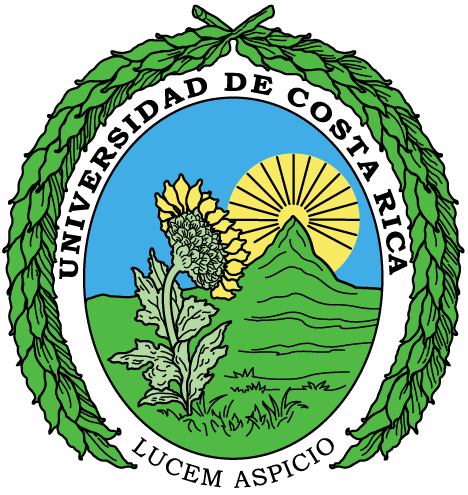 UNIVERSIDAD DE COSTA RICA
LUCEM ASPICIO